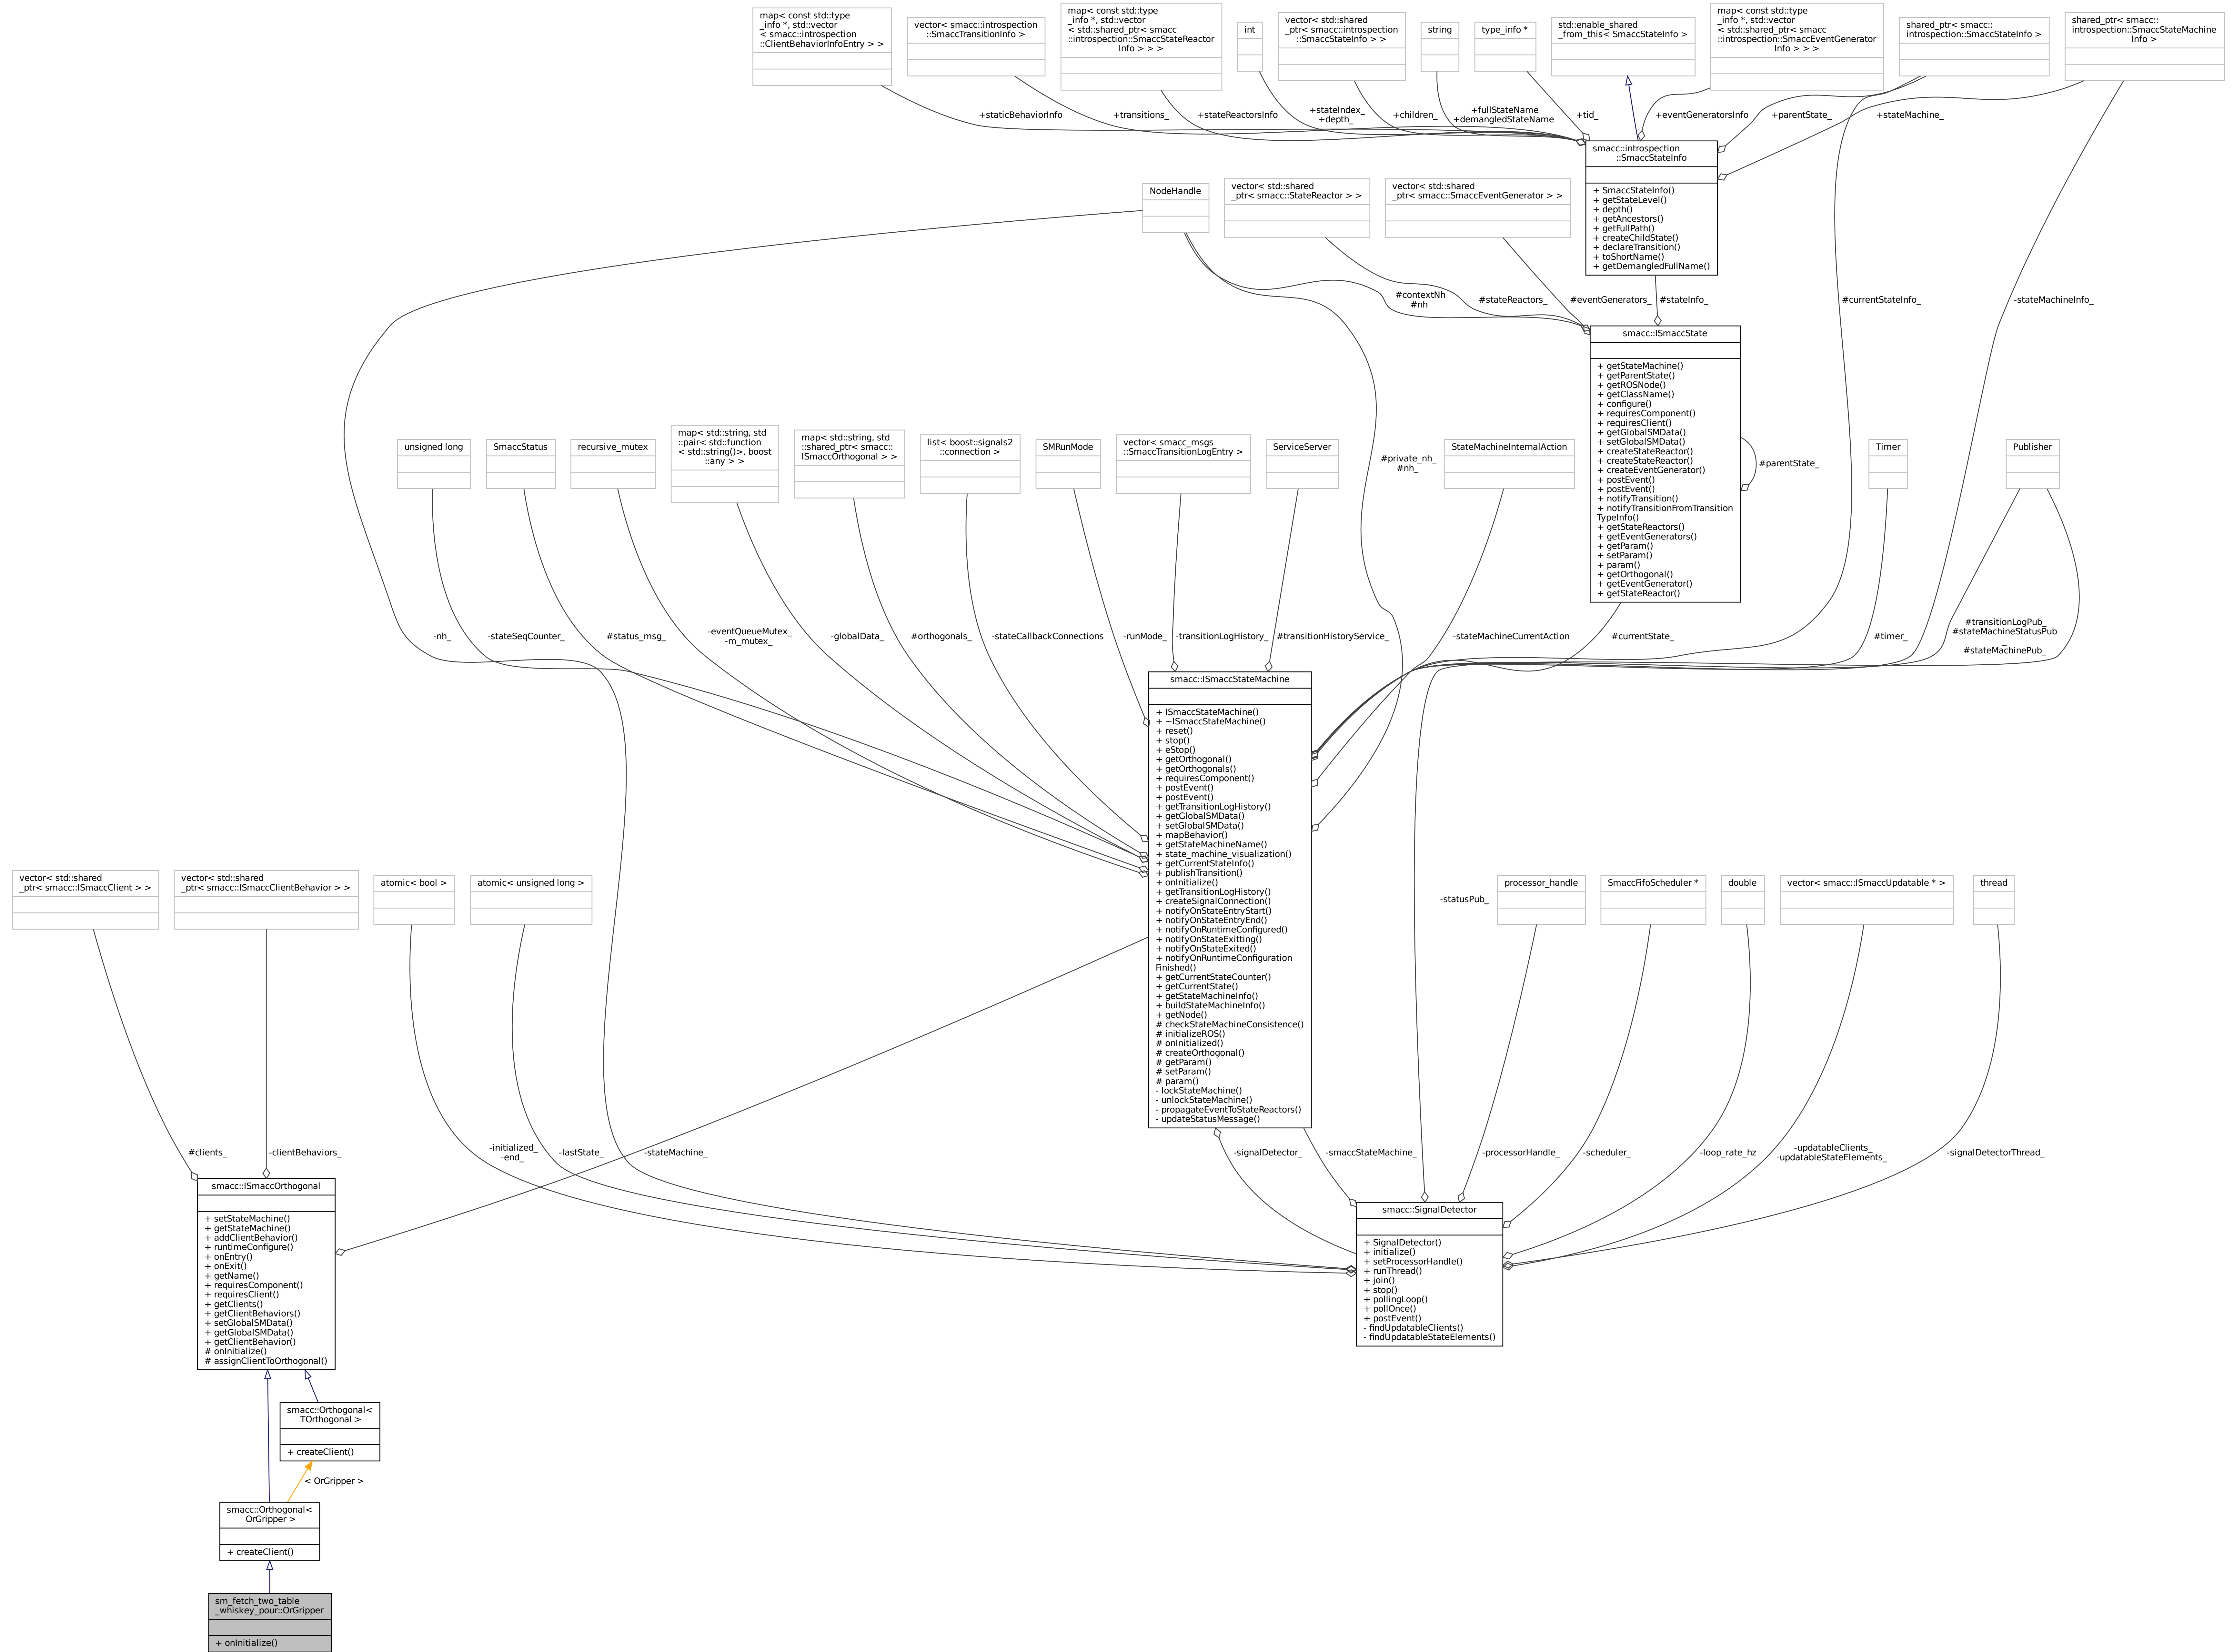 map< const std::type
_info *, std::vector
< smacc::introspection
::ClientBehaviorInfoEntry > >
vector< smacc::introspection
::SmaccTransitionInfo >
map< const std::type
_info *, std::vector
< std::shared_ptr< smacc
::introspection::SmaccStateReactor
Info > > >
int
vector< std::shared
_ptr< smacc::introspection
::SmaccStateInfo > >
string
type_info *
std::enable_shared
_from_this< SmaccStateInfo >
map< const std::type
_info *, std::vector
< std::shared_ptr< smacc
::introspection::SmaccEventGenerator
Info > > >
shared_ptr< smacc::
introspection::SmaccStateInfo >
shared_ptr< smacc::
introspection::SmaccStateMachine
Info >
+staticBehaviorInfo
+transitions_
+stateReactorsInfo
+stateIndex_
+depth_
+children_
+fullStateName
+demangledStateName
+tid_
+eventGeneratorsInfo
+parentState_
+stateMachine_
smacc::introspection
::SmaccStateInfo
+ SmaccStateInfo()
+ getStateLevel()
+ depth()
+ getAncestors()
+ getFullPath()
+ createChildState()
+ declareTransition()
+ toShortName()
+ getDemangledFullName()
NodeHandle
vector< std::shared
_ptr< smacc::StateReactor > >
vector< std::shared
_ptr< smacc::SmaccEventGenerator > >
#contextNh
#nh
#stateReactors_
#eventGenerators_
#stateInfo_
#currentStateInfo_
-stateMachineInfo_
smacc::ISmaccState
+ getStateMachine()
+ getParentState()
+ getROSNode()
+ getClassName()
+ configure()
+ requiresComponent()
+ requiresClient()
+ getGlobalSMData()
+ setGlobalSMData()
+ createStateReactor()
+ createStateReactor()
+ createEventGenerator()
+ postEvent()
+ postEvent()
+ notifyTransition()
+ notifyTransitionFromTransition
TypeInfo()
+ getStateReactors()
+ getEventGenerators()
+ getParam()
+ setParam()
+ param()
+ getOrthogonal()
+ getEventGenerator()
+ getStateReactor()
#parentState_
unsigned long
SmaccStatus
recursive_mutex
map< std::string, std
::pair< std::function
< std::string()>, boost
::any > >
map< std::string, std
::shared_ptr< smacc::
ISmaccOrthogonal > >
list< boost::signals2
::connection >
SMRunMode
vector< smacc_msgs
::SmaccTransitionLogEntry >
ServiceServer
#private_nh_
#nh_
StateMachineInternalAction
Timer
Publisher
-nh_
-stateSeqCounter_
#status_msg_
-eventQueueMutex_
-m_mutex_
-globalData_
#orthogonals_
-stateCallbackConnections
-runMode_
-transitionLogHistory_
#transitionHistoryService_
-stateMachineCurrentAction
#currentState_
#timer_
#transitionLogPub_
#stateMachineStatusPub
_
#stateMachinePub_
smacc::ISmaccStateMachine
+ ISmaccStateMachine()
+ ~ISmaccStateMachine()
+ reset()
+ stop()
+ eStop()
+ getOrthogonal()
+ getOrthogonals()
+ requiresComponent()
+ postEvent()
+ postEvent()
+ getTransitionLogHistory()
+ getGlobalSMData()
+ setGlobalSMData()
+ mapBehavior()
+ getStateMachineName()
+ state_machine_visualization()
+ getCurrentStateInfo()
+ publishTransition()
+ onInitialize()
+ getTransitionLogHistory()
+ createSignalConnection()
+ notifyOnStateEntryStart()
+ notifyOnStateEntryEnd()
+ notifyOnRuntimeConfigured()
+ notifyOnStateExitting()
+ notifyOnStateExited()
+ notifyOnRuntimeConfiguration
Finished()
+ getCurrentStateCounter()
+ getCurrentState()
+ getStateMachineInfo()
+ buildStateMachineInfo()
+ getNode()
# checkStateMachineConsistence()
# initializeROS()
# onInitialized()
# createOrthogonal()
# getParam()
# setParam()
# param()
- lockStateMachine()
- unlockStateMachine()
- propagateEventToStateReactors()
- updateStatusMessage()
vector< std::shared
_ptr< smacc::ISmaccClient > >
vector< std::shared
_ptr< smacc::ISmaccClientBehavior > >
atomic< bool >
atomic< unsigned long >
-statusPub_
processor_handle
SmaccFifoScheduler *
double
vector< smacc::ISmaccUpdatable * >
thread
#clients_
-clientBehaviors_
-initialized_
-end_
-lastState_
-stateMachine_
-signalDetector_
-smaccStateMachine_
-processorHandle_
-scheduler_
-loop_rate_hz
-updatableClients_
-updatableStateElements_
-signalDetectorThread_
smacc::ISmaccOrthogonal
+ setStateMachine()
+ getStateMachine()
+ addClientBehavior()
+ runtimeConfigure()
+ onEntry()
+ onExit()
+ getName()
+ requiresComponent()
+ requiresClient()
+ getClients()
+ getClientBehaviors()
+ setGlobalSMData()
+ getGlobalSMData()
+ getClientBehavior()
# onInitialize()
# assignClientToOrthogonal()
smacc::SignalDetector
+ SignalDetector()
+ initialize()
+ setProcessorHandle()
+ runThread()
+ join()
+ stop()
+ pollingLoop()
+ pollOnce()
+ postEvent()
- findUpdatableClients()
- findUpdatableStateElements()
smacc::Orthogonal<
TOrthogonal >
+ createClient()
< OrGripper >
smacc::Orthogonal<
OrGripper >
+ createClient()
sm_fetch_two_table
_whiskey_pour::OrGripper
+ onInitialize()